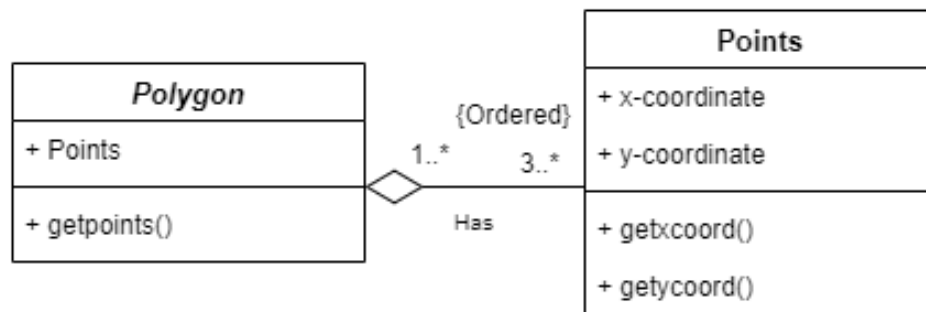 Polygon
+ Points
+ getpoints()
{Ordered}
1..*
3..*
Has
Points
+ x-coordinate
+ y-coordinate
+ getxcoord()
+ getycoord()